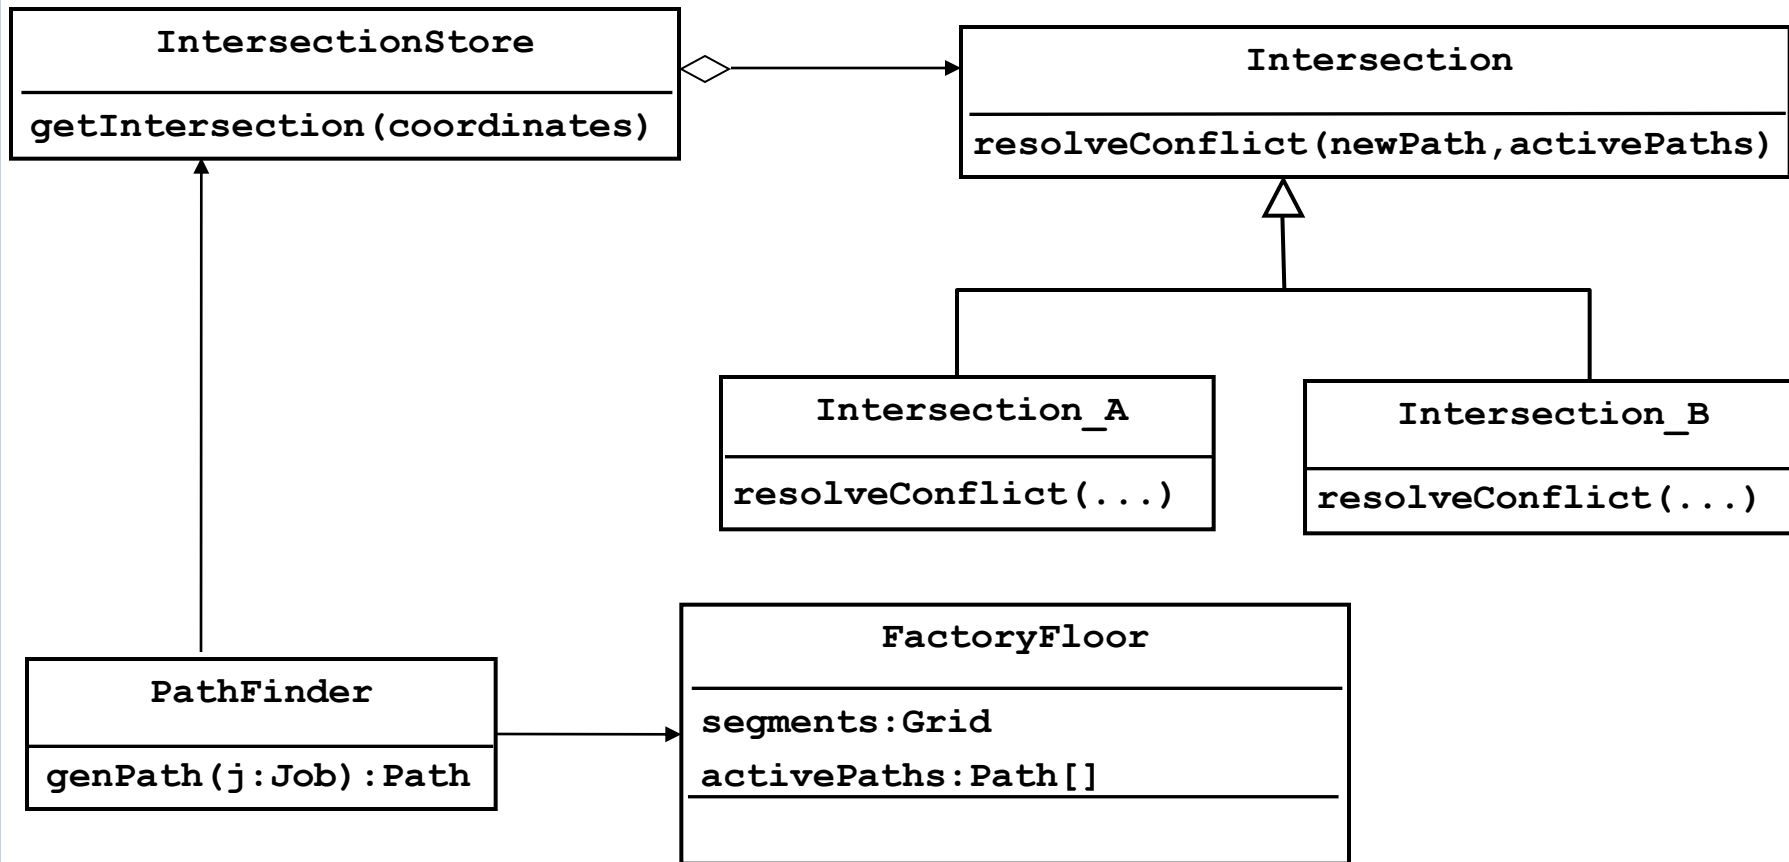 IntersectionStore
getIntersection(coordinates)
Intersection
resolveConflict(newPath,activePaths)
Intersection_A
resolveConflict(...)
Intersection_B
resolveConflict(...)
PathFinder
genPath(j:Job):Path
FactoryFloor
segments:Grid
activePaths:Path[]